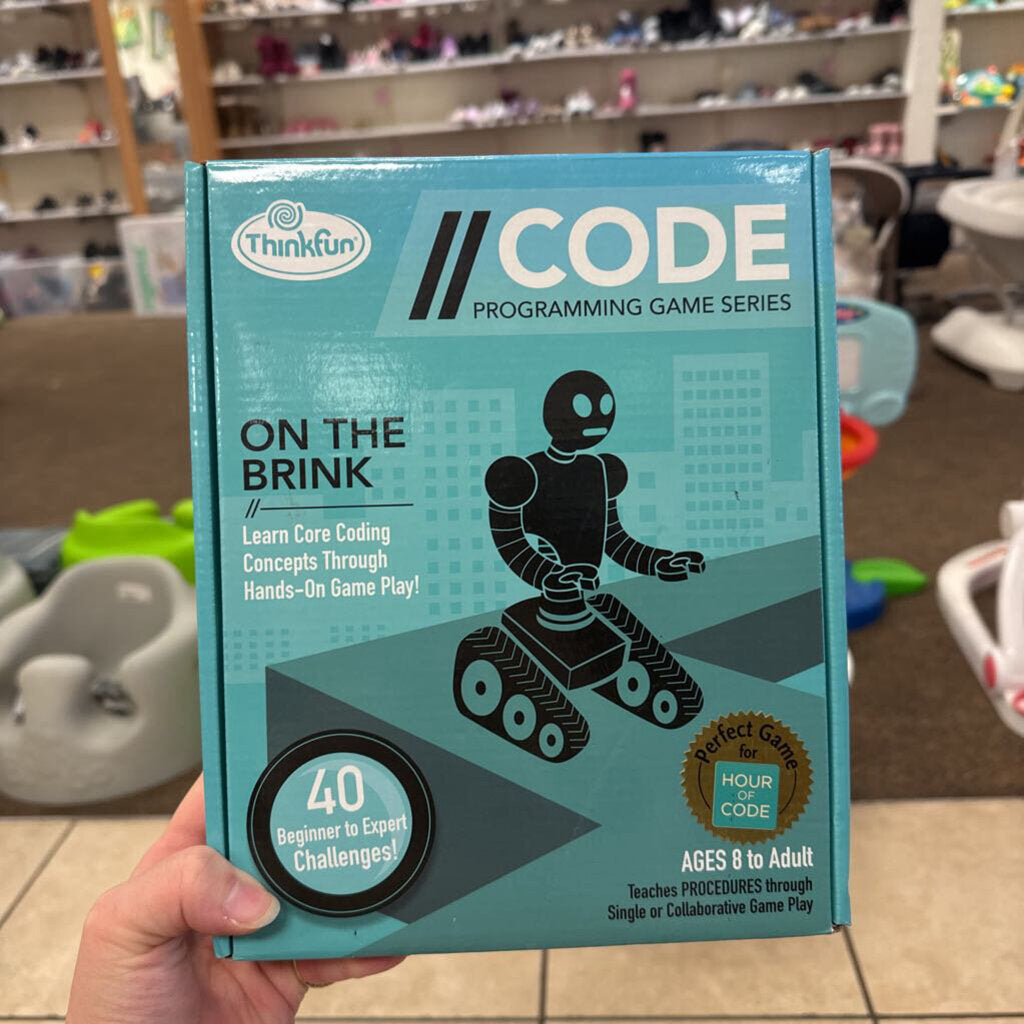 ThinkFun
//CODE
PROGRAMMING GAME SERIES
ON THE
BRINK
//
Learn Core Coding
Concepts Through
Hands-On Game Play!
40
Beginner to Expert
Challenges!
Perfect Game
for
HOUR
OF
CODE
AGES 8 to Adult
Teaches PROCEDURES through
Single or Collaborative Game Play